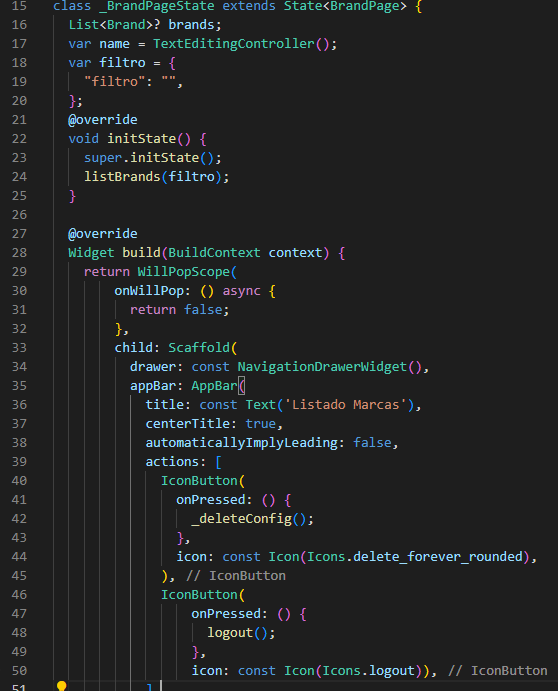 15 class _BrandPageState extends State<BrandPage> {
16   List<Brand>? brands;
17   var name = TextEditingController();
18   var filtro = {
19     "filtro": "",
20   };
21   @override
22   void initState() {
23     super.initState();
24     listBrands(filtro);
25   }
26
27   @override
28   Widget build(BuildContext context) {
29     return WillPopScope(
30         onWillPop: () async {
31           return false;
32         },
33         child: Scaffold(
34           drawer: const NavigationDrawerWidget(),
35           appBar: AppBar(
36             title: const Text('Listado Marcas'),
37             centerTitle: true,
38             automaticallyImplyLeading: false,
39             actions: [
40               IconButton(
41                 onPressed: () {
42                   _deleteConfig();
43                 },
44                 icon: const Icon(Icons.delete_forever_rounded),
45               ), // IconButton
46               IconButton(
47                   onPressed: () {
48                     logout();
49                   },
50                   icon: const Icon(Icons.logout)), // IconButton
51             ]